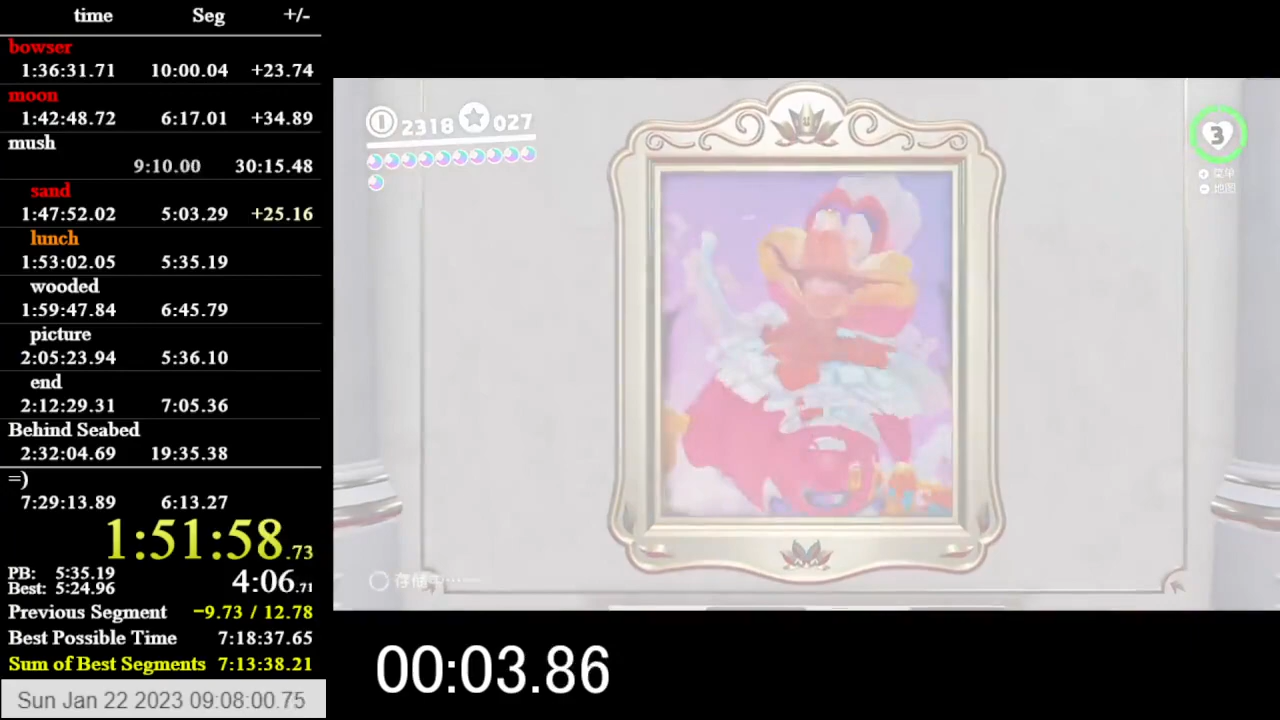 time Seg +/-
bowser
1:36:31.71 10:00.04 +23.74
moon
1:42:48.72 6:17.01 +34.89
mush
9:10.00 30:15.48
sand
1:47:52.02 5:03.29 +25.16
lunch
1:53:02.05 5:35.19
wooded
1:59:47.84 6:45.79
picture
2:05:23.94 5:36.10
end
2:12:29.31 7:05.36
Behind Seabed
2:32:04.69 19:35.38
=)
7:29:13.89 6:13.27
1:51:58.73
PB: 5:35.19
Best: 5:24.96
4:06.71
Previous Segment −9.73 / 12.78
Best Possible Time 7:18:37.65
Sum of Best Segments 7:13:38.21
Sun Jan 22 2023 09:08:00.75
2318 027
3
菜单
地图
存储中……
00:03.86